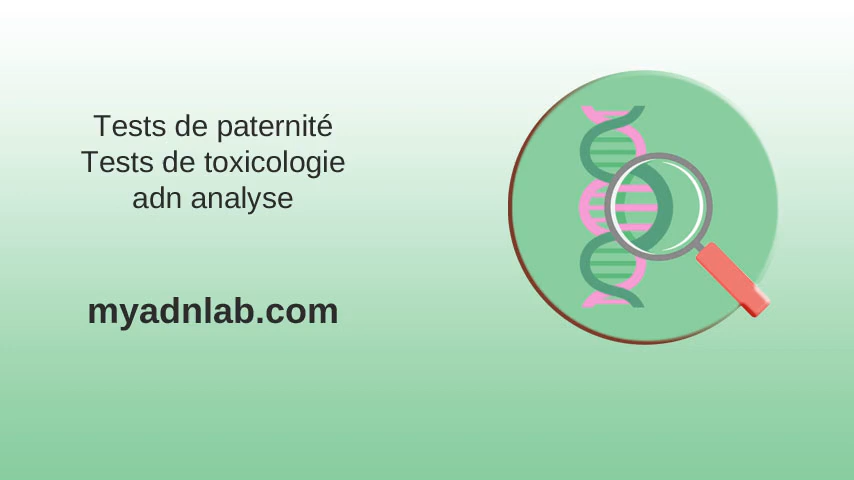 Tests de paternité
Tests de toxicologie
adn analyse
myadnlab.com